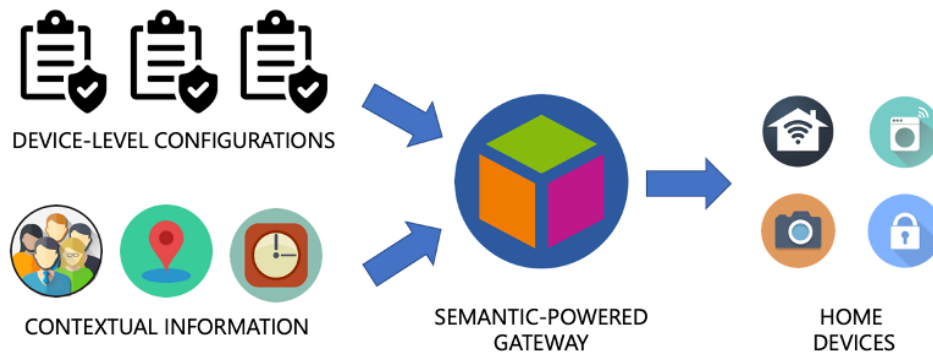 DEVICE-LEVEL CONFIGURATIONS
CONTEXTUAL INFORMATION
SEMANTIC-POWERED
GATEWAY
HOME
DEVICES